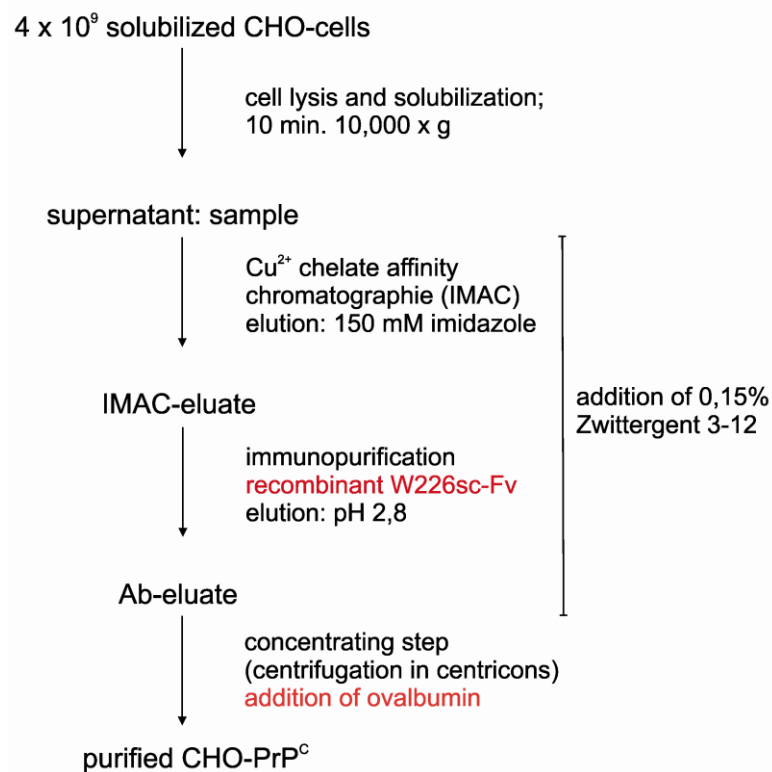 4 x 10⁹ solubilized CHO-cells
cell lysis and solubilization;
10 min. 10,000 x g
supernatant: sample
Cu²⁺ chelate affinity
chromatographie (IMAC)
elution: 150 mM imidazole
IMAC-eluate
addition of 0,15%
Zwittergent 3-12
immunopurification
recombinant W226sc-Fv
elution: pH 2,8
Ab-eluate
concentrating step
(centrifugation in centricons)
addition of ovalbumin
purified CHO-PrPᶜ